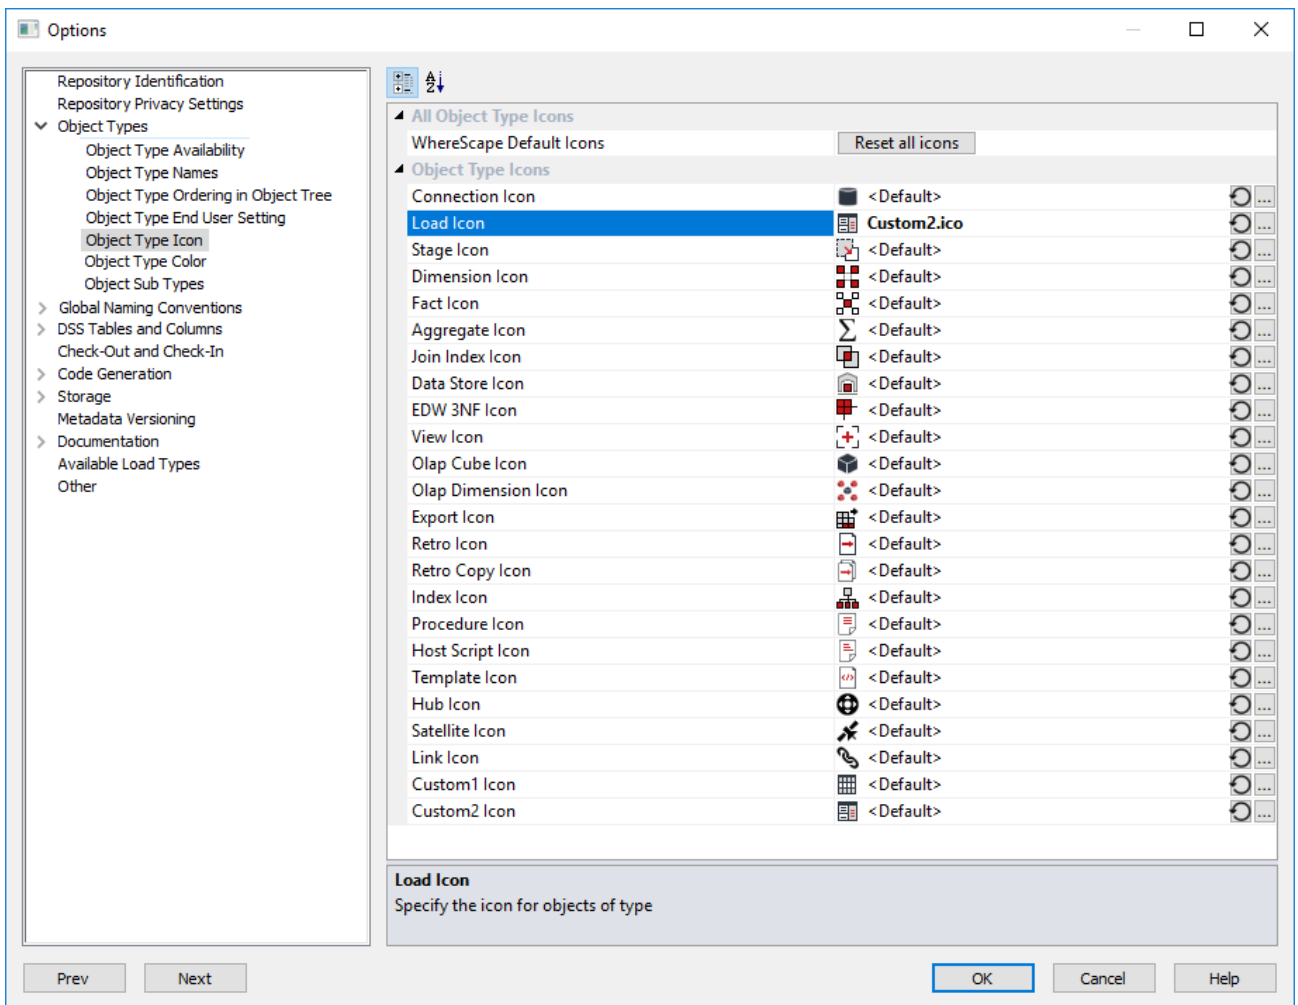 Options
Repository Identification
Repository Privacy Settings
Object Types
Object Type Availability
Object Type Names
Object Type Ordering in Object Tree
Object Type End User Setting
Object Type Icon
Object Type Color
Object Sub Types
Global Naming Conventions
DSS Tables and Columns
Check-Out and Check-In
Code Generation
Storage
Metadata Versioning
Documentation
Available Load Types
Other
All Object Type Icons
WhereScape Default Icons Reset all icons
Object Type Icons
Connection Icon <Default> ...
Load Icon Custom2.ico ...
Stage Icon <Default> ...
Dimension Icon <Default> ...
Fact Icon <Default> ...
Aggregate Icon <Default> ...
Join Index Icon <Default> ...
Data Store Icon <Default> ...
EDW 3NF Icon <Default> ...
View Icon <Default> ...
Olap Cube Icon <Default> ...
Olap Dimension Icon <Default> ...
Export Icon <Default> ...
Retro Icon <Default> ...
Retro Copy Icon <Default> ...
Index Icon <Default> ...
Procedure Icon <Default> ...
Host Script Icon <Default> ...
Template Icon <Default> ...
Hub Icon <Default> ...
Satellite Icon <Default> ...
Link Icon <Default> ...
Custom1 Icon <Default> ...
Custom2 Icon <Default> ...
Load Icon
Specify the icon for objects of type
Prev Next OK Cancel Help